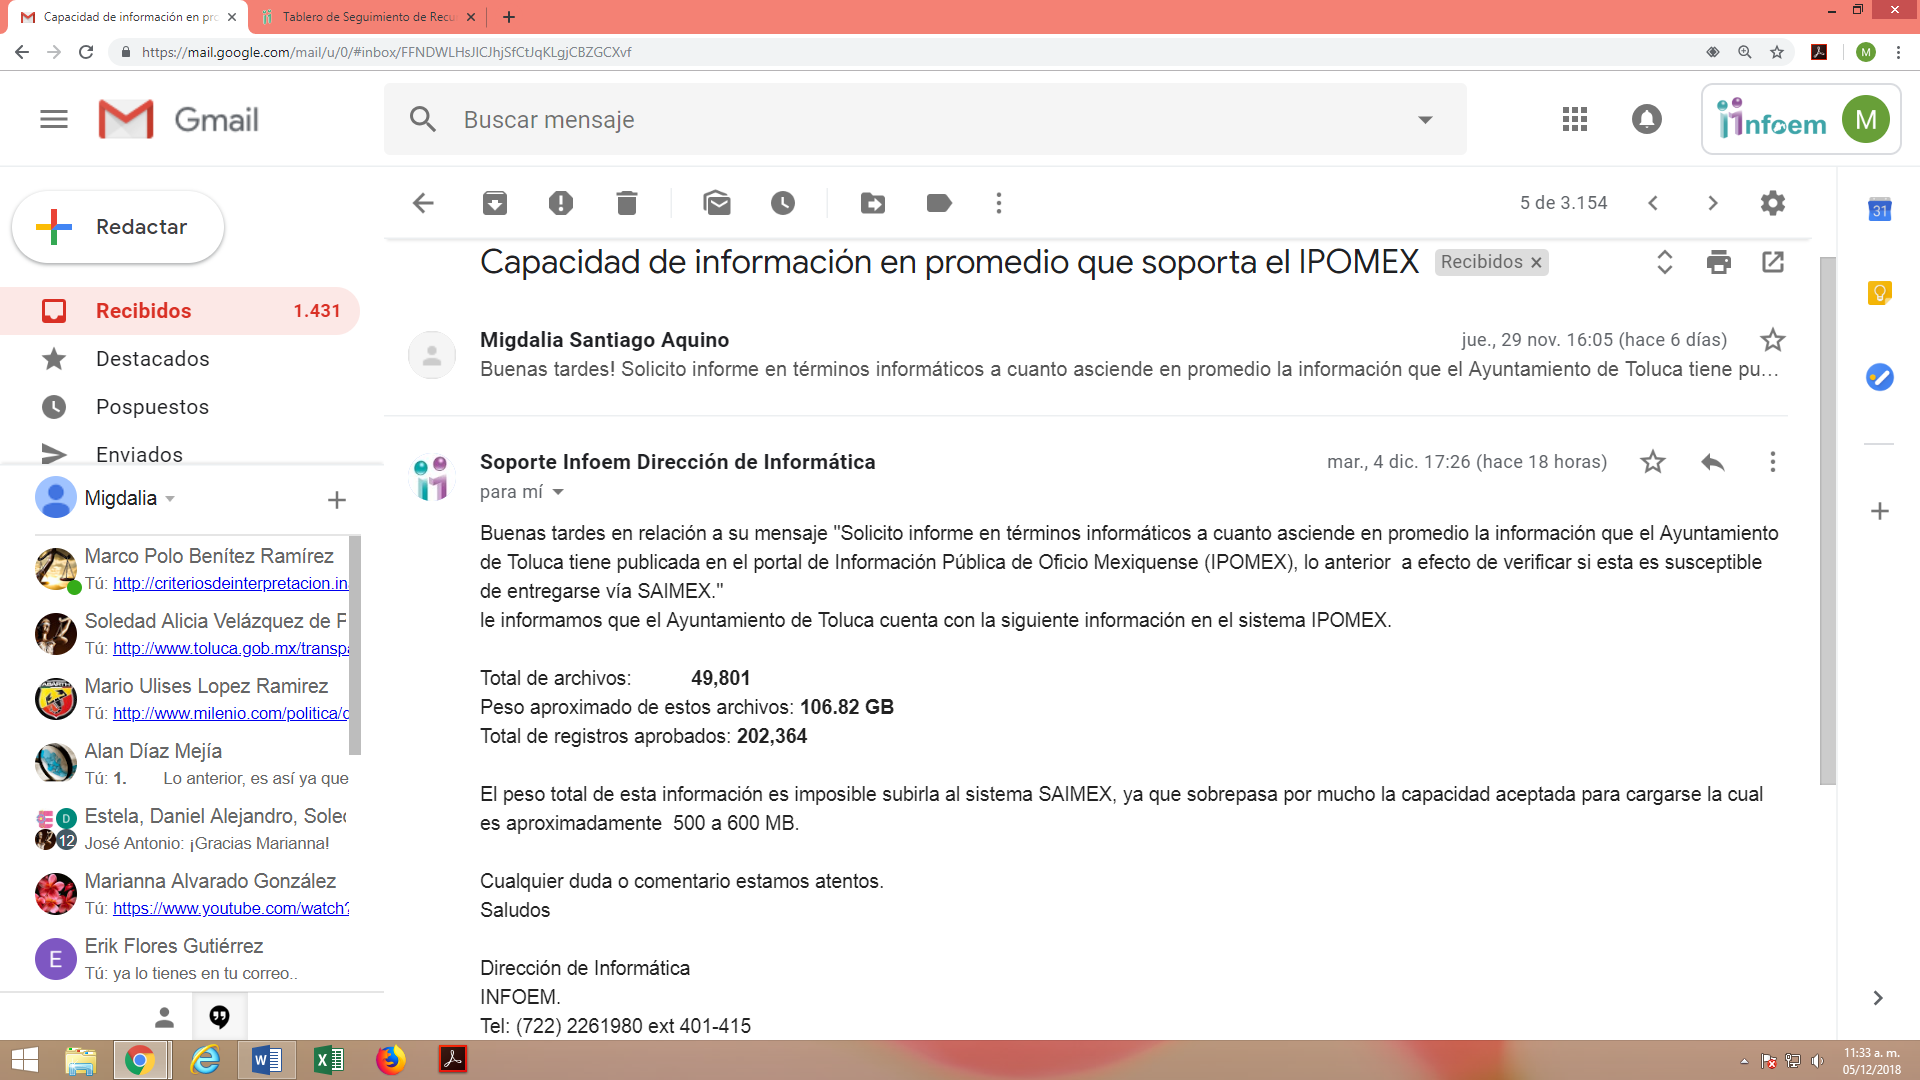 Capacidad de información en pro
Tablero de Seguimiento de Recu
https://mail.google.com/mail/u/0/#inbox/FFNDWLHsJlCJhjSfCtJqKLgjCBZGCXvf
M
Gmail
Buscar mensaje
infoem
M
Redactar
5 de 3.154
31
Capacidad de información en promedio que soporta el IPOMEX
Recibidos ×
Recibidos 1.431
Destacados
Pospuestos
Enviados
Migdalia Santiago Aquino
jue., 29 nov. 16:05 (hace 6 días)
Buenas tardes! Solicito informe en términos informáticos a cuanto asciende en promedio la información que el Ayuntamiento de Toluca tiene pu...
Migdalia
Marco Polo Benítez Ramírez
Tú: http://criteriosdeinterpretacion.in
Soledad Alicia Velázquez de F
Tú: http://www.toluca.gob.mx/transpa
Mario Ulises Lopez Ramirez
Tú: http://www.milenio.com/politica/c
Alan Díaz Mejía
Tú: 1. Lo anterior, es así ya que
E D
Estela, Daniel Alejandro, Solec
12
José Antonio: ¡Gracias Marianna!
Marianna Alvarado González
Tú: https://www.youtube.com/watch?
E
Erik Flores Gutiérrez
Tú: ya lo tienes en tu correo..
Soporte Infoem Dirección de Informática
mar., 4 dic. 17:26 (hace 18 horas)
para mí
Buenas tardes en relación a su mensaje "Solicito informe en términos informáticos a cuanto asciende en promedio la información que el Ayuntamiento
de Toluca tiene publicada en el portal de Información Pública de Oficio Mexiquense (IPOMEX), lo anterior  a efecto de verificar si esta es susceptible
de entregarse vía SAIMEX."
le informamos que el Ayuntamiento de Toluca cuenta con la siguiente información en el sistema IPOMEX.
Total de archivos: 49,801
Peso aproximado de estos archivos: 106.82 GB
Total de registros aprobados: 202,364
El peso total de esta información es imposible subirla al sistema SAIMEX, ya que sobrepasa por mucho la capacidad aceptada para cargarse la cual
es aproximadamente  500 a 600 MB.
Cualquier duda o comentario estamos atentos.
Saludos
Dirección de Informática
INFOEM.
Tel: (722) 2261980 ext 401-415
11:33 a. m.
05/12/2018